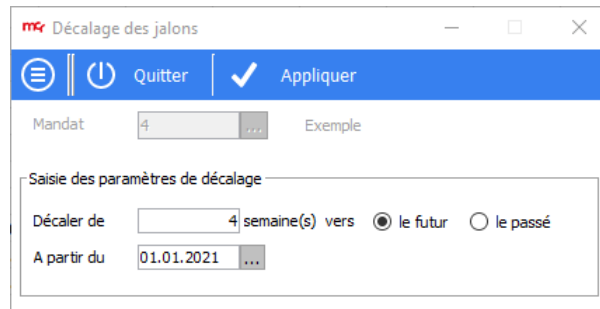 mcr Décalage des jalons
Quitter Appliquer
Mandat 4 ... Exemple
Saisie des paramètres de décalage
Décaler de 4 semaine(s) vers le futur le passé
A partir du 01.01.2021 ...